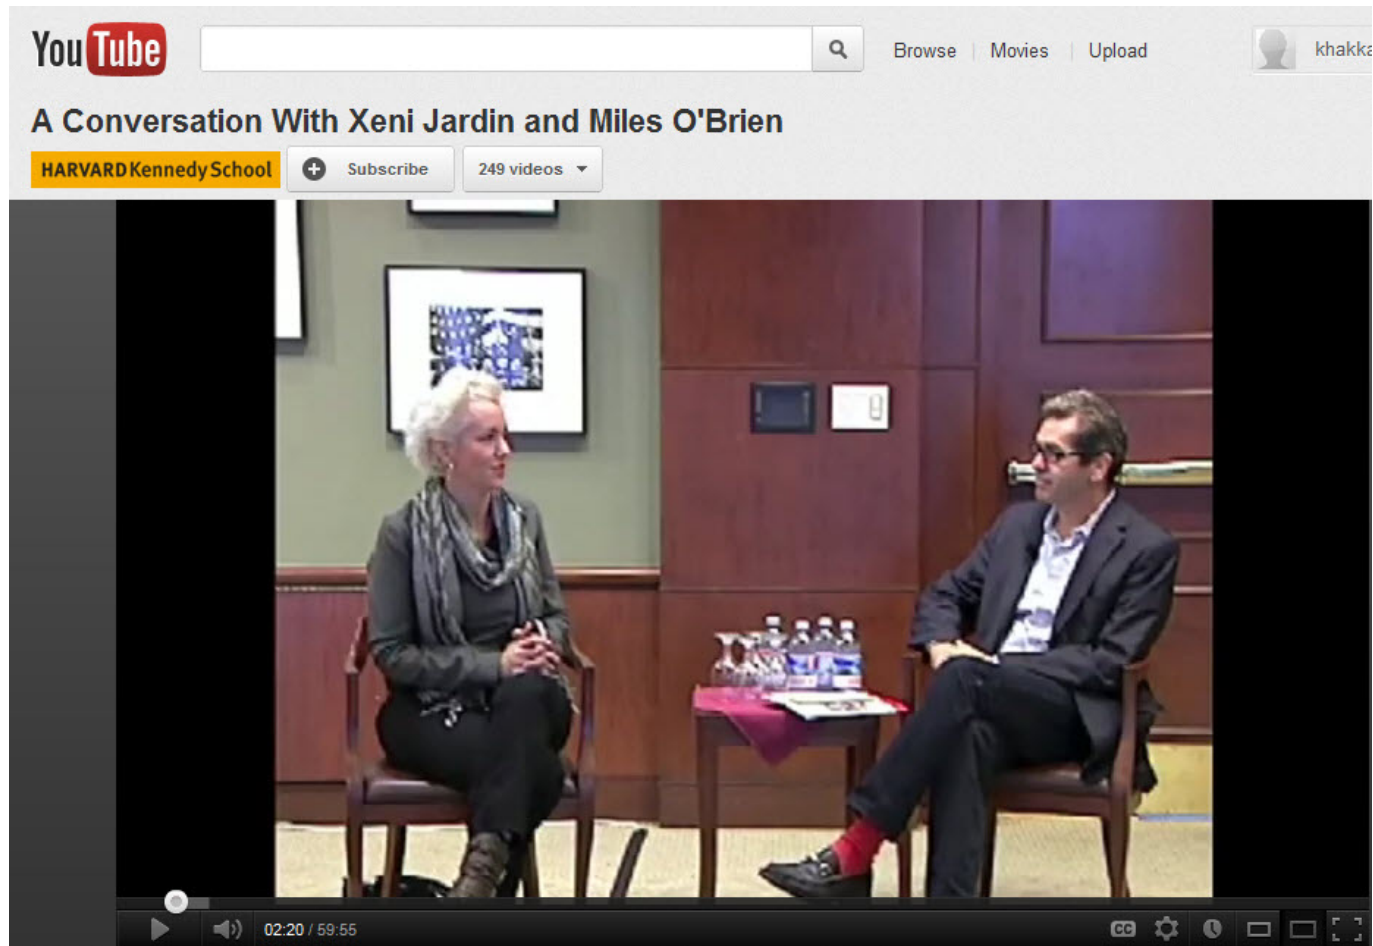 YouTube
Browse | Movies | Upload
khakka
A Conversation With Xeni Jardin and Miles O'Brien
HARVARD Kennedy School
Subscribe
249 videos
02:20 / 59:55
CC